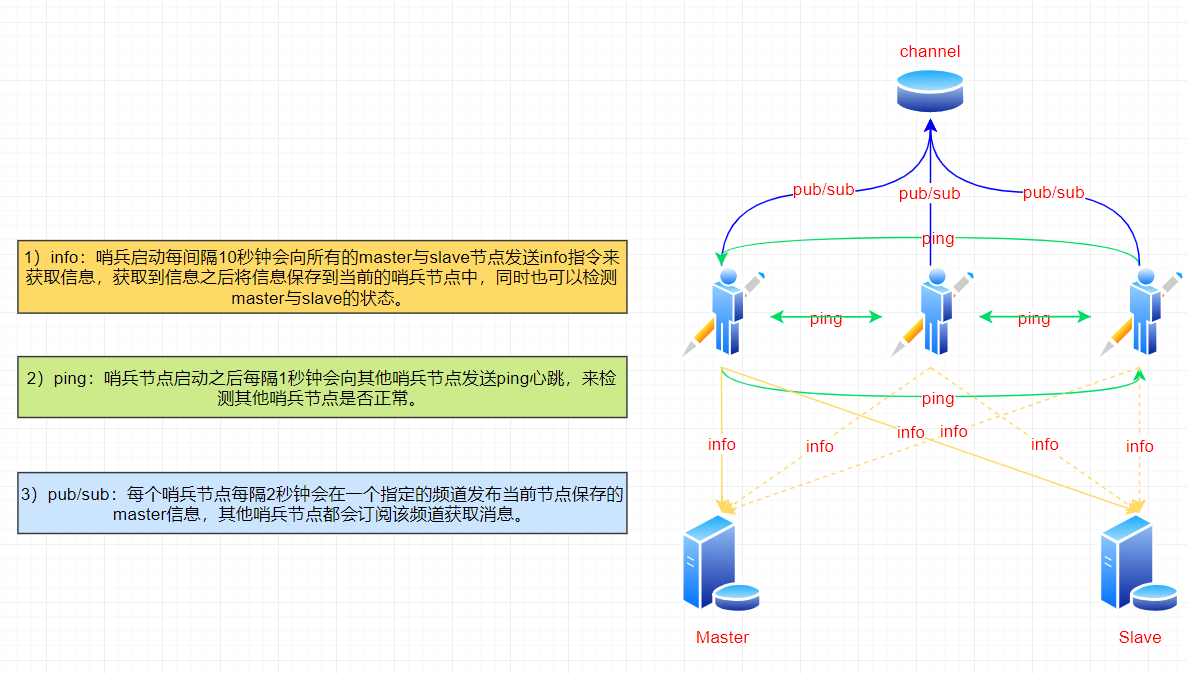 channel
pub/sub
pub/sub
pub/sub
ping
1）info：哨兵启动每间隔10秒钟会向所有的master与slave节点发送info指令来
获取信息，获取到信息之后将信息保存到当前的哨兵节点中，同时也可以检测
master与slave的状态。
ping
ping
2）ping：哨兵节点启动之后每隔1秒钟会向其他哨兵节点发送ping心跳，来检
测其他哨兵节点是否正常。
ping
info
info
info
info
info
info
3）pub/sub：每个哨兵节点每隔2秒钟会在一个指定的频道发布当前节点保存的
master信息，其他哨兵节点都会订阅该频道获取消息。
Master
Slave